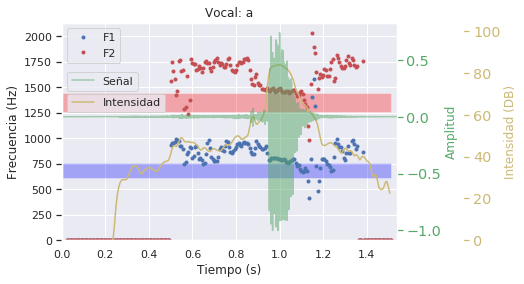 Vocal: a
F1
F2
Señal
Intensidad
Frecuencia (Hz)
2000
1750
1500
1250
1000
750
500
250
0
0.0 0.2 0.4 0.6 0.8 1.0 1.2 1.4
Tiempo (s)
0.5
0.0
−0.5
−1.0
Amplitud
100
80
60
40
20
0
Intensidad (DB)